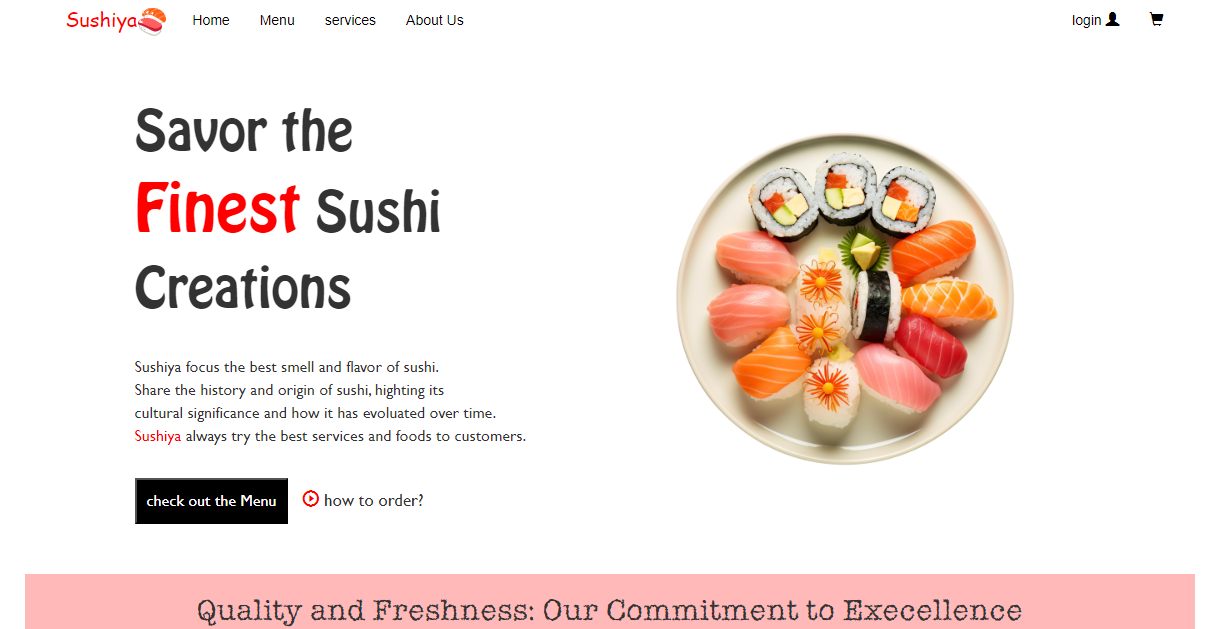 Sushiya Home Menu services About Us login
Savor the
Finest Sushi
Creations
Sushiya focus the best smell and flavor of sushi.
Share the history and origin of sushi, highting its
cultural significance and how it has evoluated over time.
Sushiya always try the best services and foods to customers.
check out the Menu how to order?
Quality and Freshness: Our Commitment to Execellence